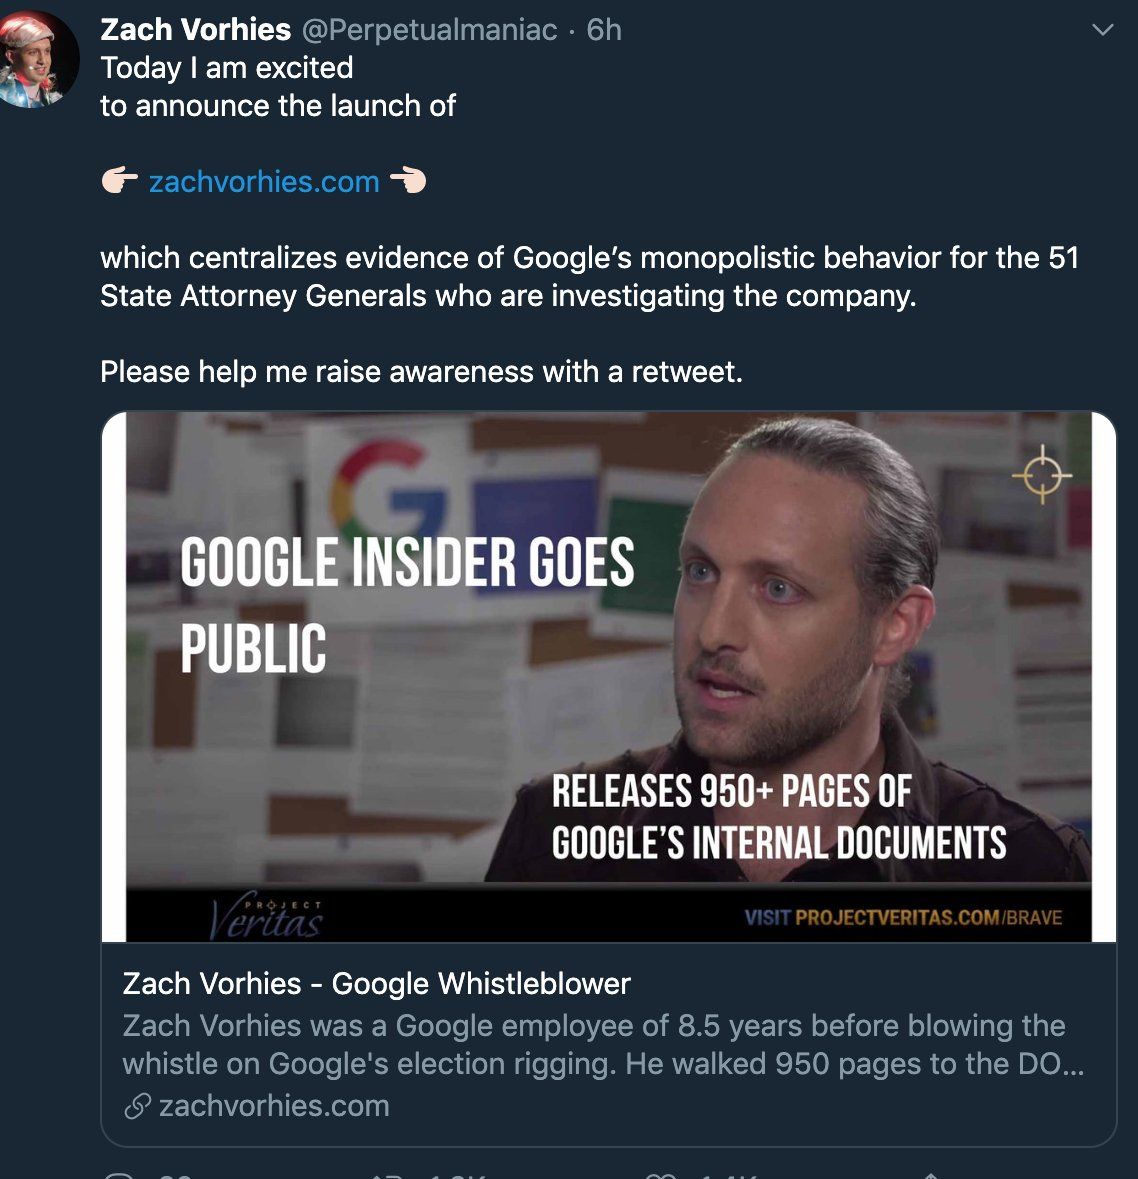 Zach Vorhies @Perpetualmaniac · 6h
Today I am excited
to announce the launch of
👉 zachvorhies.com 👈
which centralizes evidence of Google's monopolistic behavior for the 51
State Attorney Generals who are investigating the company.
Please help me raise awareness with a retweet.
GOOGLE INSIDER GOES
PUBLIC
RELEASES 950+ PAGES OF
GOOGLE'S INTERNAL DOCUMENTS
PROJECT
Veritas
VISIT PROJECTVERITAS.COM/BRAVE
Zach Vorhies - Google Whistleblower
Zach Vorhies was a Google employee of 8.5 years before blowing the
whistle on Google's election rigging. He walked 950 pages to the DO...
zachvorhies.com